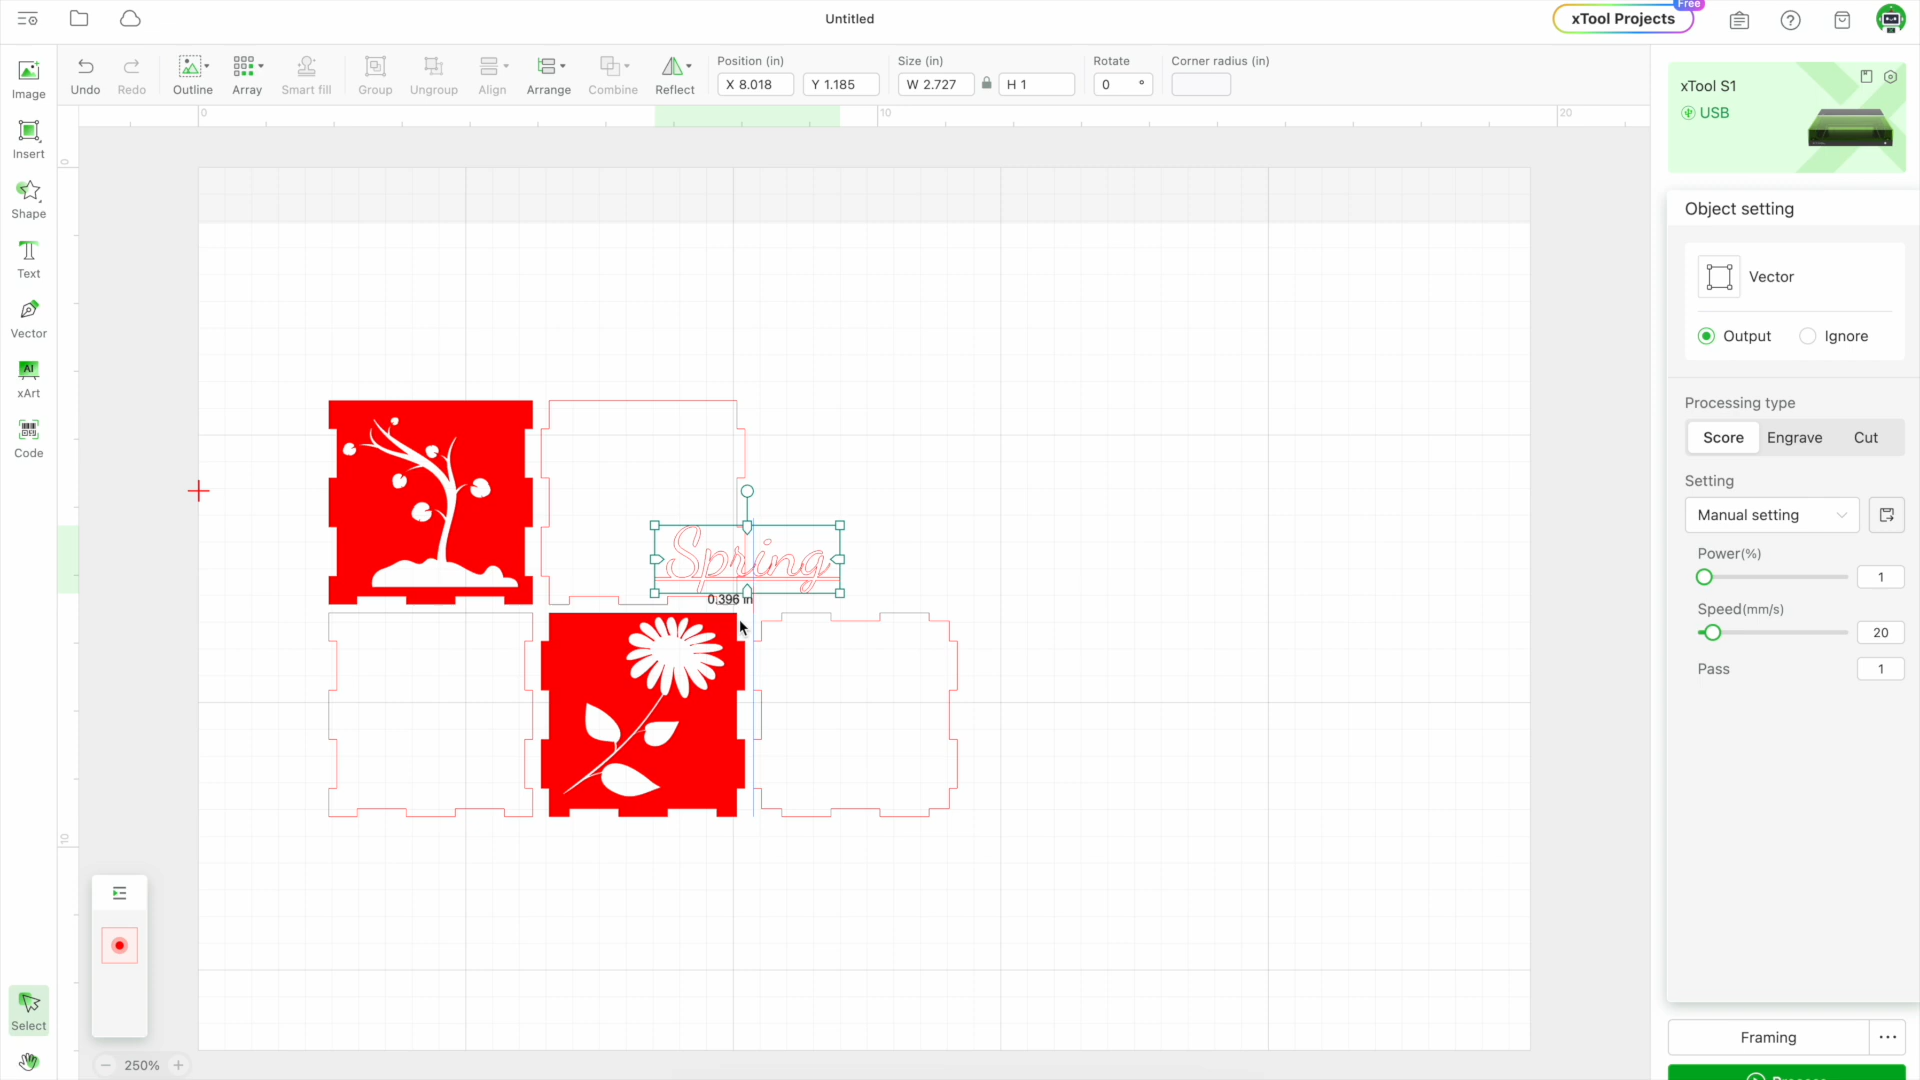 Untitled
xTool Projects
Free
Undo
Redo
Outline
Array
Smart fill
Group
Ungroup
Align
Arrange
Combine
Reflect
Position (in)
X 8.018
Y 1.185
Size (in)
W 2.727
H 1
Rotate
0 °
Corner radius (in)
Image
Insert
Shape
Text
Vector
AI
xArt
Code
Select
0
10
20
0
10
Spring
0.396 in
250%
xTool S1
USB
Object setting
Vector
Output
Ignore
Processing type
Score
Engrave
Cut
Setting
Manual setting
Power(%)
1
Speed(mm/s)
20
Pass
1
Framing